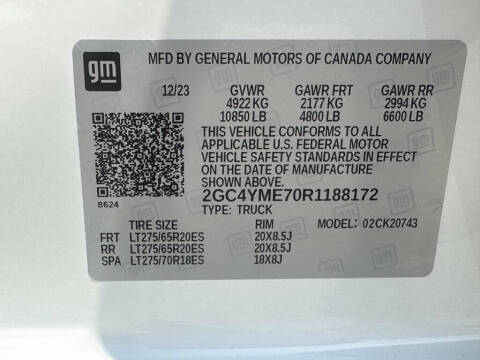 gm
MFD BY GENERAL MOTORS OF CANADA COMPANY
12/23 GVWR GAWR FRT GAWR RR
4922 KG 2177 KG 2994 KG
10850 LB 4800 LB 6600 LB
THIS VEHICLE CONFORMS TO ALL
APPLICABLE U.S. FEDERAL MOTOR
VEHICLE SAFETY STANDARDS IN EFFECT
ON THE DATE OF MANUFACTURE
SHOWN ABOVE.
8624 2GC4YME70R1188172
TYPE: TRUCK
TIRE SIZE RIM MODEL: 02CK20743
FRT LT275/65R20ES 20X8.5J
RR LT275/65R20ES 20X8.5J
SPA LT275/70R18ES 18X8J